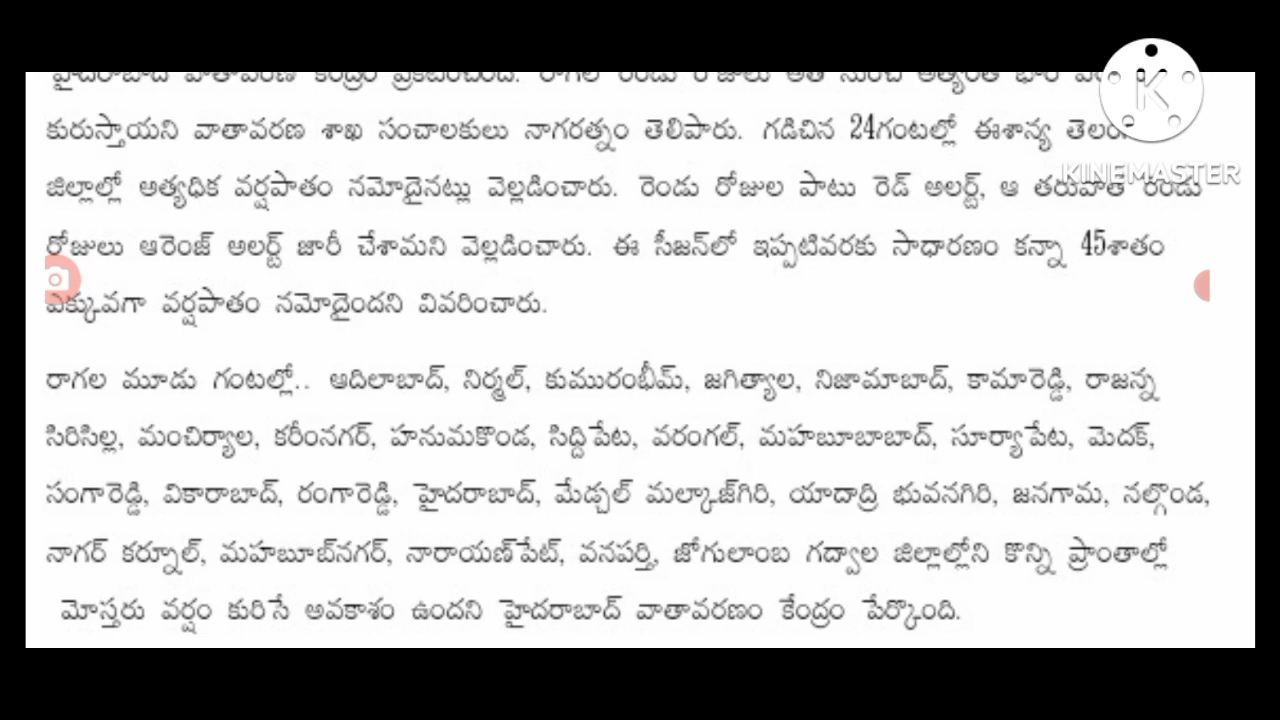 కురుస్తాయని వాతావరణ శాఖ సంచాలకులు నాగరత్నం తెలిపారు. గడిచిన 24గంటల్లో ఈశాన్య
జిల్లాల్లో అత్యధిక వర్షపాతం నమోదైనట్లు వెల్లడించారు. రెండు రోజుల పాటు రెడ్ అలర్ట్, ఆ తరువాత రెండు
రోజులు ఆరెంజ్ అలర్ట్ జారీ చేశామని వెల్లడించారు. ఈ సీజన్‌లో ఇప్పటివరకు సాధారణం కన్నా 45శాతం
ఎక్కువగా వర్షపాతం నమోదైందని వివరించారు.
రాగల మూడు గంటల్లో.. ఆదిలాబాద్, నిర్మల్, కుమురంభీమ్, జగిత్యాల, నిజామాబాద్, కామారెడ్డి, రాజన్న
సిరిసిల్ల, మంచిర్యాల, కరీంనగర్, హనుమకొండ, సిద్దిపేట, వరంగల్, మహబూబాబాద్, సూర్యాపేట, మెదక్,
సంగారెడ్డి, వికారాబాద్, రంగారెడ్డి, హైదరాబాద్, మేడ్చల్ మల్కాజ్‌గిరి, యాదాద్రి భువనగిరి, జనగామ, నల్గొండ,
నాగర్ కర్నూల్, మహబూబ్‌నగర్, నారాయణ్‌పేట్, వనపర్తి, జోగులాంబ గద్వాల జిల్లాల్లోని కొన్ని ప్రాంతాల్లో
మోస్తరు వర్షం కురిసే అవకాశం ఉందని హైదరాబాద్ వాతావరణం కేంద్రం పేర్కొంది.
K
KINEMASTER